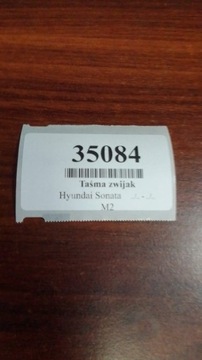 35084
Taśma zwijak
Hyundai Sonata
M2